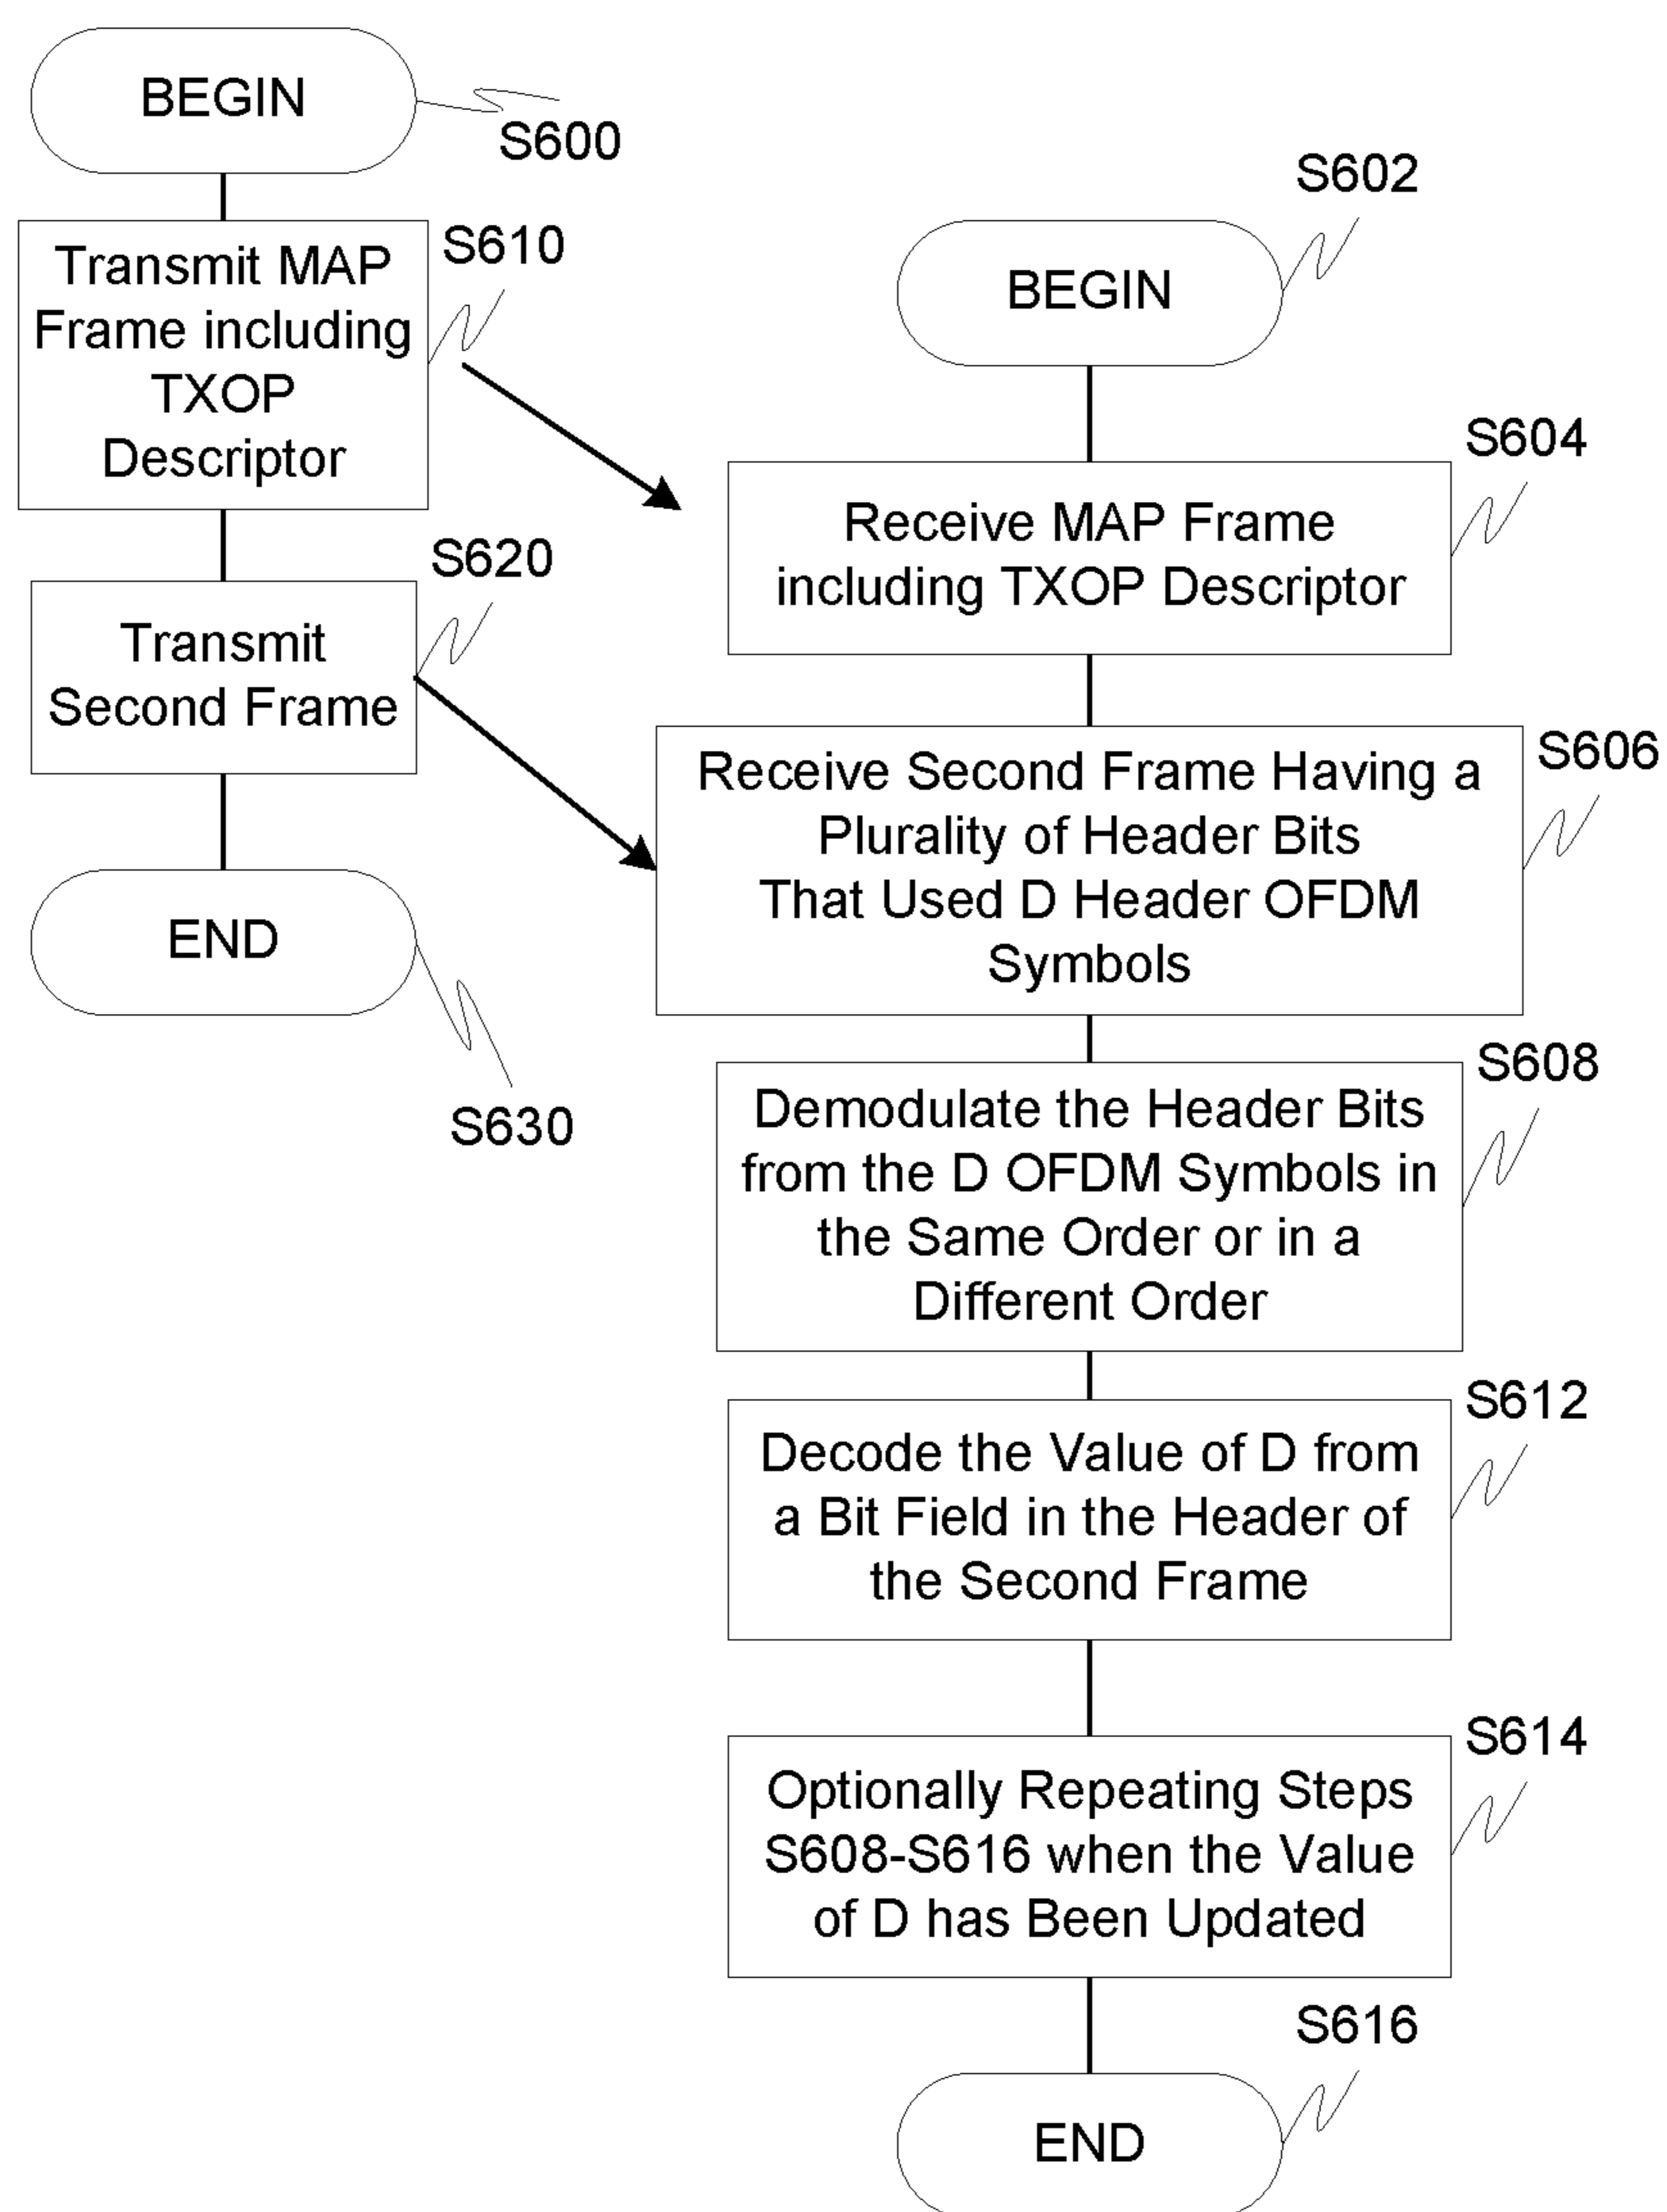 BEGIN
S600
Transmit MAP
Frame including
TXOP
Descriptor
S610
Transmit
Second Frame
S620
END
S630
S602
BEGIN
S604
Receive MAP Frame
including TXOP Descriptor
S606
Receive Second Frame Having a
Plurality of Header Bits
That Used D Header OFDM
Symbols
S608
Demodulate the Header Bits
from the D OFDM Symbols in
the Same Order or in a
Different Order
S612
Decode the Value of D from
a Bit Field in the Header of
the Second Frame
S614
Optionally Repeating Steps
S608-S616 when the Value
of D has Been Updated
S616
END